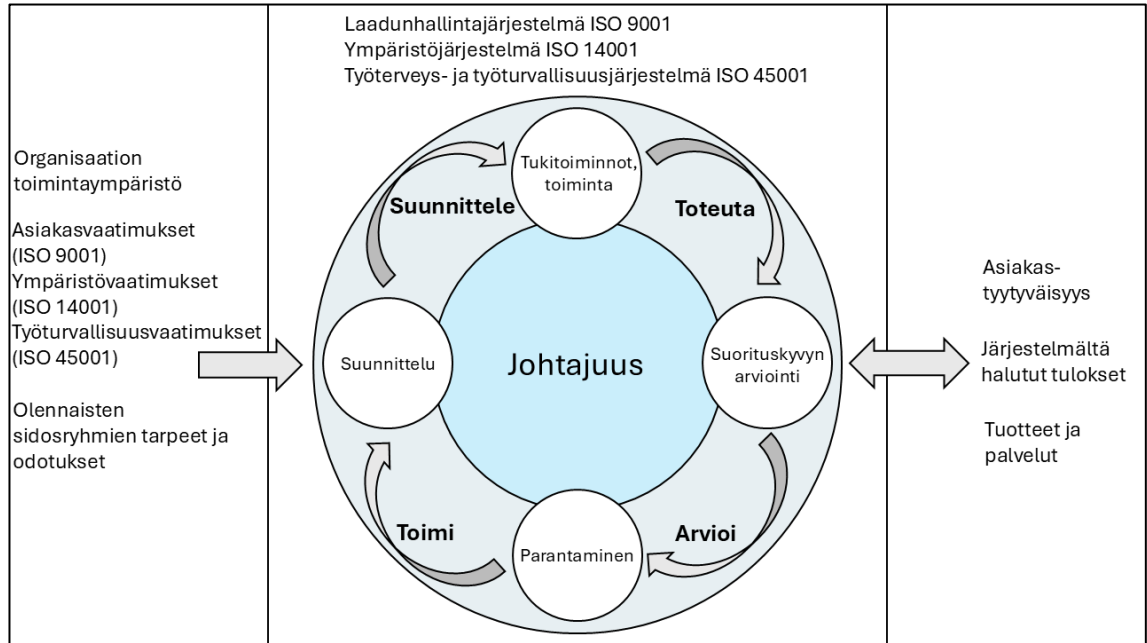 Laadunhallintajärjestelmä ISO 9001
Ympäristöjärjestelmä ISO 14001
Työterveys- ja työturvallisuusjärjestelmä ISO 45001
Organisaation
toimintaympäristö
Asiakasvaatimukset
(ISO 9001)
Ympäristövaatimukset
(ISO 14001)
Työturvallisuusvaatimukset
(ISO 45001)
Olennaisten
sidosryhmien tarpeet ja
odotukset
Tukitoiminnot,
toiminta
Suunnittele
Toteuta
Suunnittelu
Johtajuus
Suorituskyvyn
arviointi
Toimi
Arvioi
Parantaminen
Asiakas-
tyytyväisyys
Järjestelmältä
halutut tulokset
Tuotteet ja
palvelut